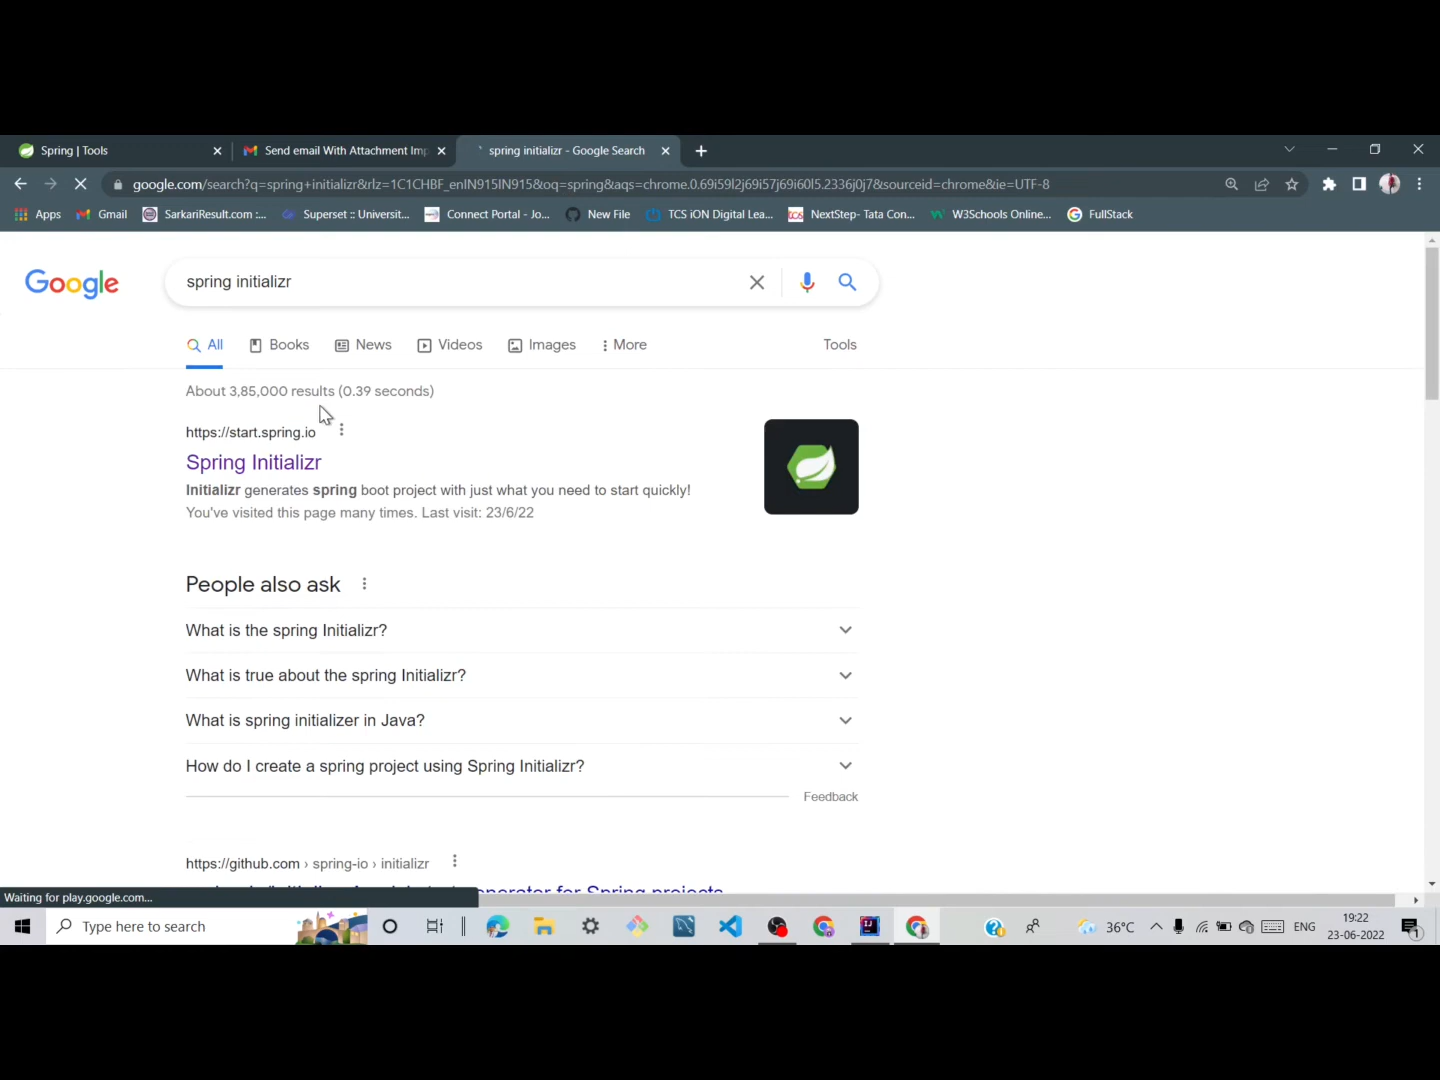 Spring | Tools
Send email With Attachment Imp
spring initializr - Google Search
google.com/search?q=spring+initializr&rlz=1C1CHBF_enIN915IN915&oq=spring&aqs=chrome.0.69i59l2j69i57j69i60l5.2336j0j7&sourceid=chrome&ie=UTF-8
Apps Gmail SarkariResult.com :... Superset :: Universit... Connect Portal - Jo... New File TCS iON Digital Lea... NextStep- Tata Con... W3Schools Online... FullStack
Google
spring initializr
All Books News Videos Images More Tools
About 3,85,000 results (0.39 seconds)
https://start.spring.io
Spring Initializr
Initializr generates spring boot project with just what you need to start quickly!
You've visited this page many times. Last visit: 23/6/22
People also ask
What is the spring Initializr?
What is true about the spring Initializr?
What is spring initializer in Java?
How do I create a spring project using Spring Initializr?
Feedback
https://github.com › spring-io › initializr
generator for Spring projects
Waiting for play.google.com...
Type here to search
36°C
ENG
19:22
23-06-2022
1